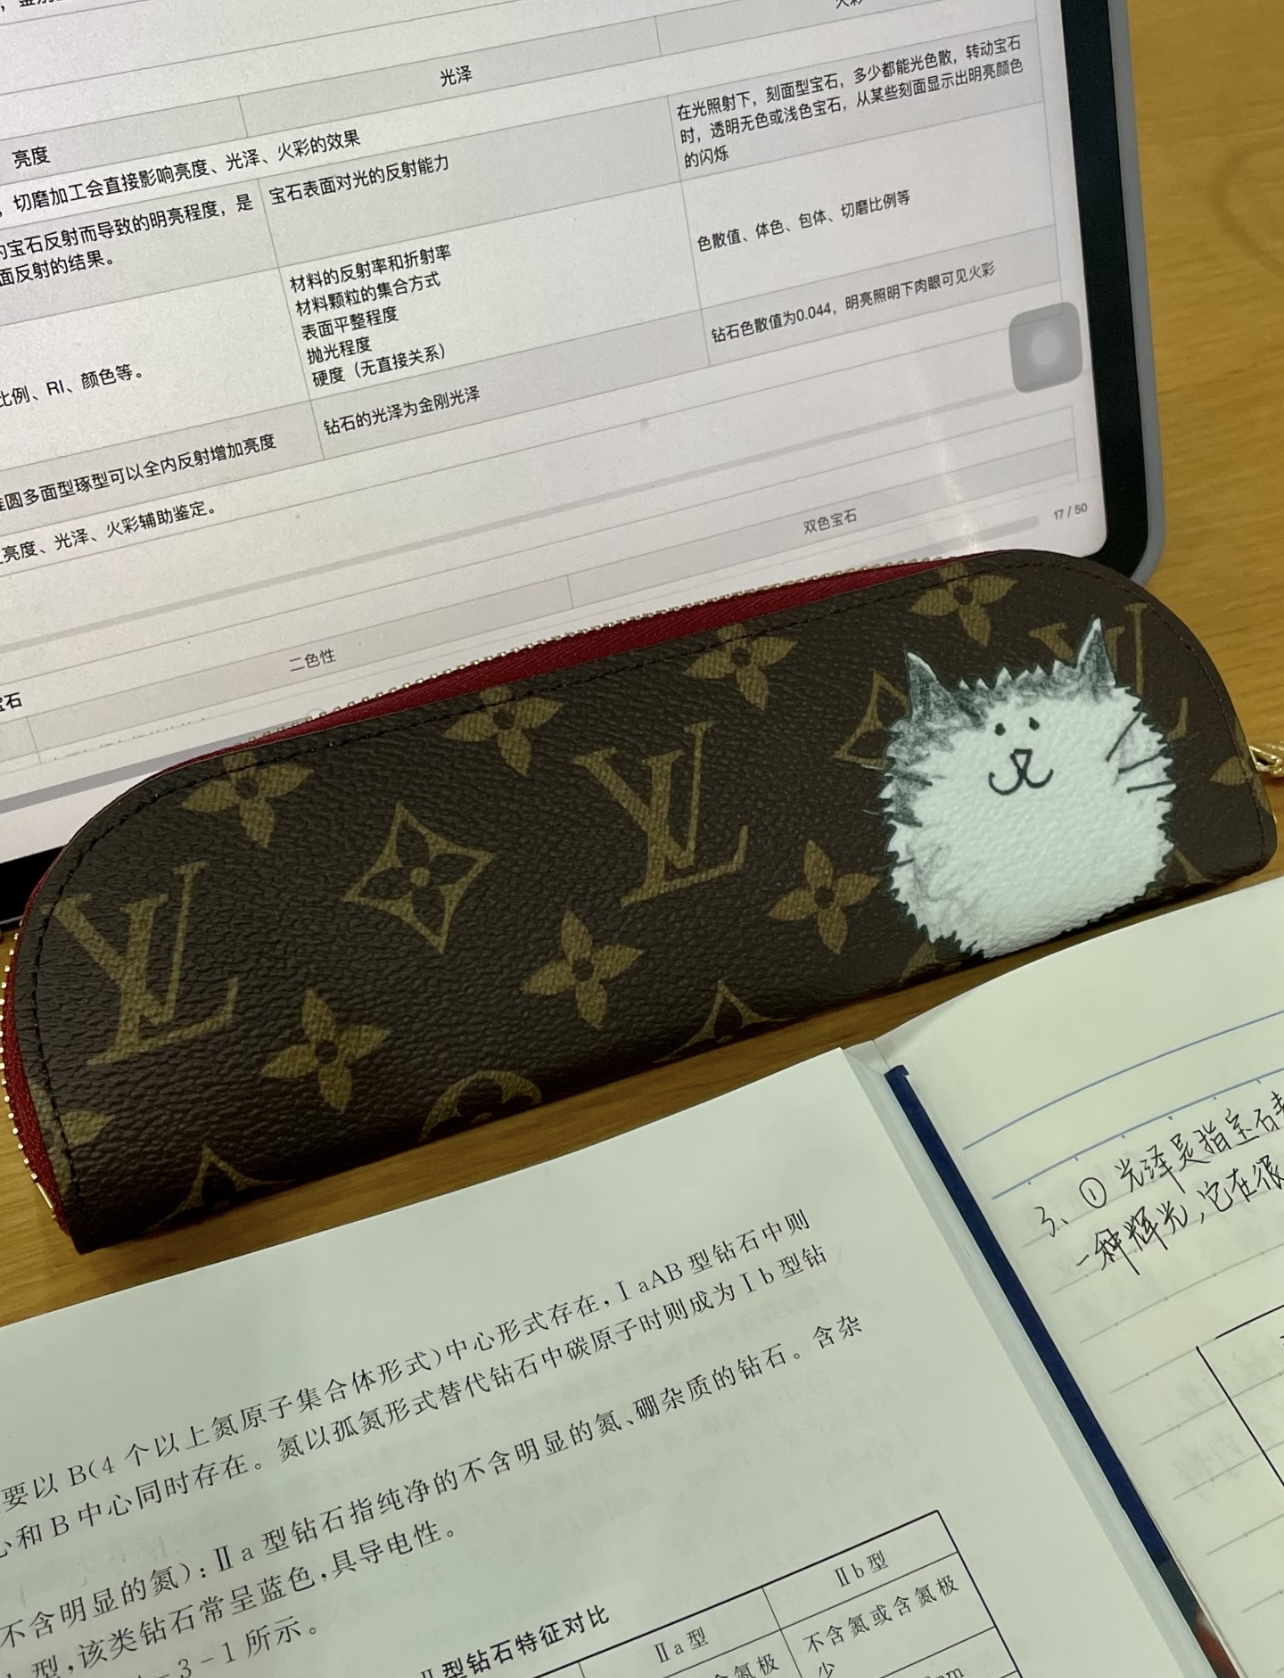 光泽
亮度
切磨加工会直接影响亮度、光泽、火彩的效果
宝石反射而导致的明亮程度，是
面反射的结果。
宝石表面对光的反射能力
在光照射下，刻面型宝石，多少都能光色散，转动宝石
时，透明无色或浅色宝石，从某些刻面显示出明亮颜色
的闪烁
比例、RI、颜色等。
材料的反射率和折射率
材料颗粒的集合方式
表面平整程度
抛光程度
硬度（无直接关系）
色散值、体色、包体、切磨比例等
圆多面型琢型可以全内反射增加亮度
钻石的光泽为金刚光泽
钻石色散值为0.044，明亮照明下肉眼可见火彩
亮度、光泽、火彩辅助鉴定。
17 / 50
二色性
双色宝石
石
LV
LV
LV
要以 B(4 个以上氮原子集合体形式)中心形式存在,ⅠaAB 型钻石中则
和 B 中心同时存在。氮以孤氮形式替代钻石中碳原子时则成为Ⅰb 型钻
不含明显的氮):Ⅱa 型钻石指纯净的不含明显的氮、硼杂质的钻石。含杂
型,该类钻石常呈蓝色,具导电性。
-3-1 所示。
型钻石特征对比
Ⅱa 型
Ⅱb 型
含氮极
不含氮或含氮极
少
3、① 光泽是指宝石表
一种辉光,它在很